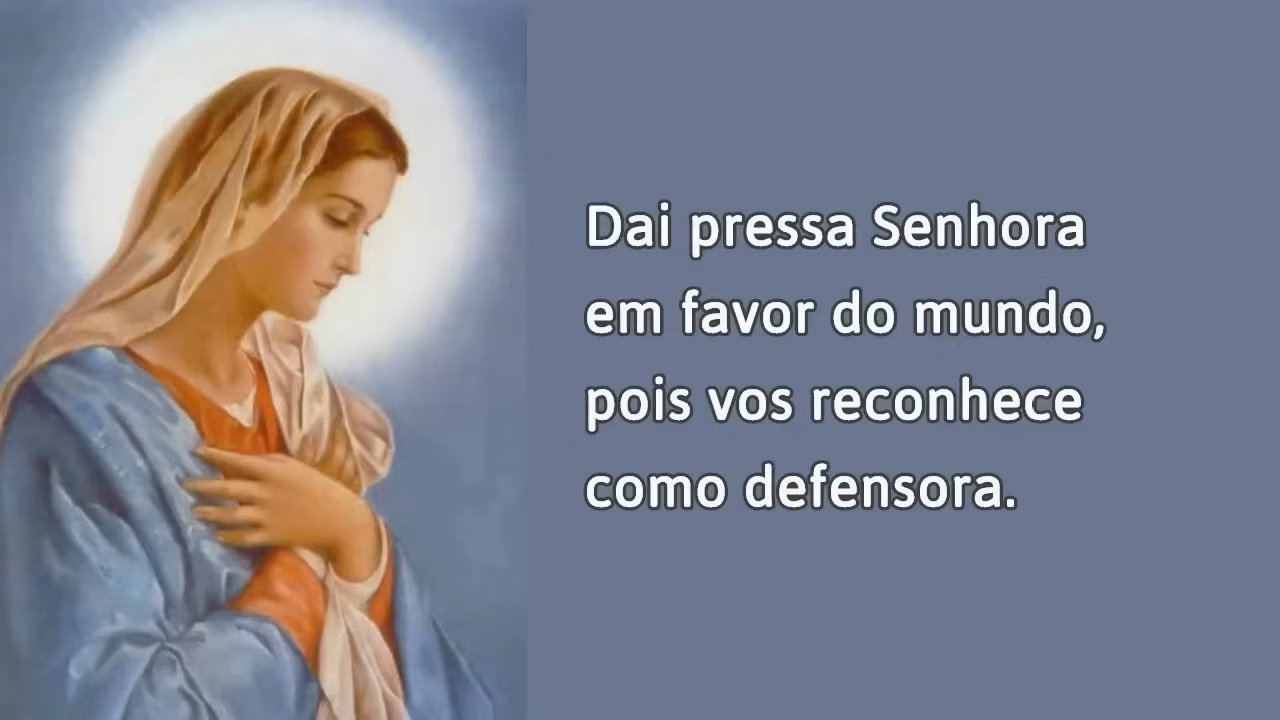 Dai pressa Senhora
em favor do mundo,
pois vos reconhece
como defensora.